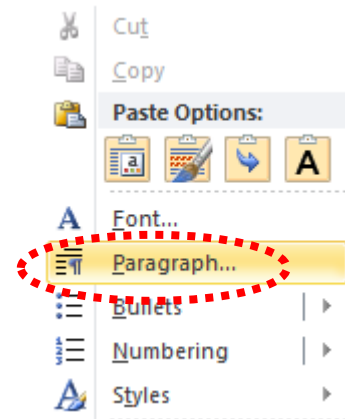 Cut
Copy
Paste Options:
Font...
Paragraph...
Bullets
Numbering
Styles